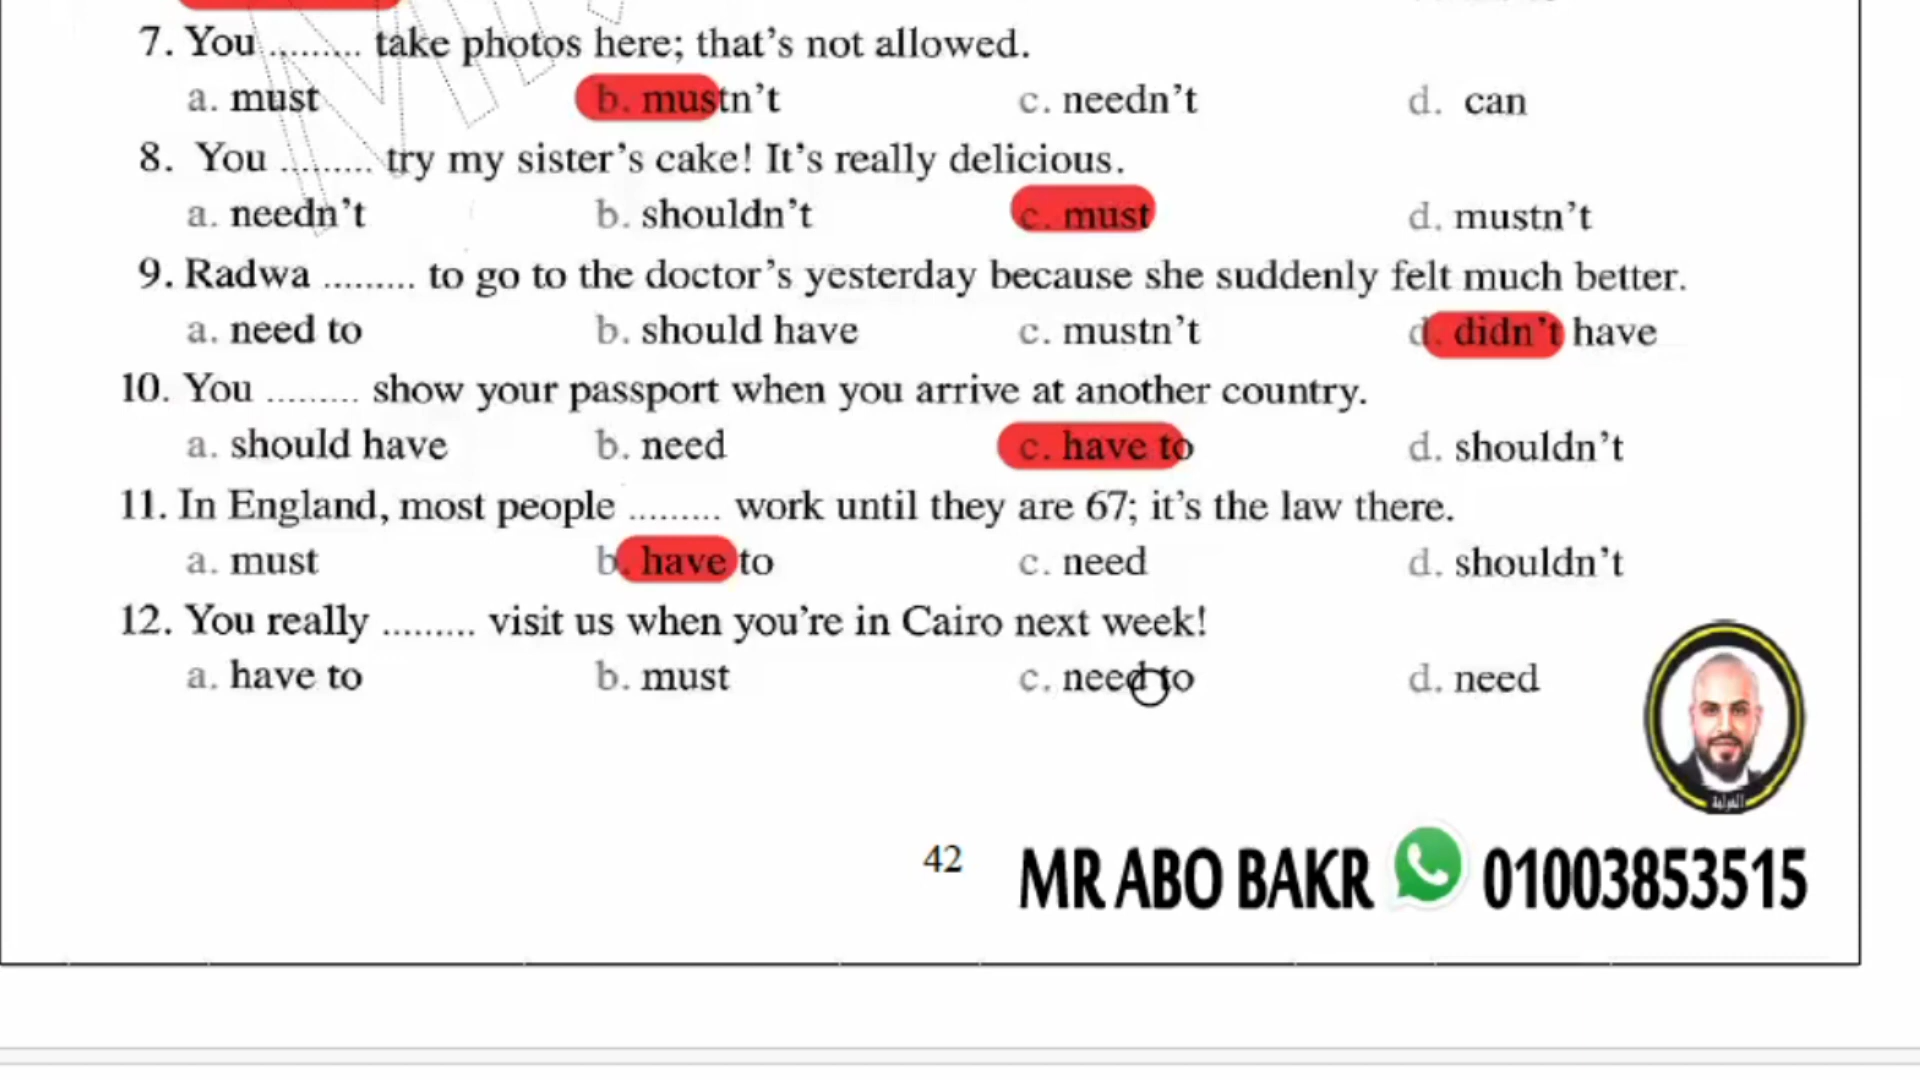 7. You ......... take photos here; that's not allowed.
a. must b. mustn't c. needn't d. can
8. You ......... try my sister's cake! It's really delicious.
a. needn't b. shouldn't c. must d. mustn't
9. Radwa ......... to go to the doctor's yesterday because she suddenly felt much better.
a. need to b. should have c. mustn't d. didn't have
10. You ......... show your passport when you arrive at another country.
a. should have b. need c. have to d. shouldn't
11. In England, most people ......... work until they are 67; it's the law there.
a. must b. have to c. need d. shouldn't
12. You really ......... visit us when you're in Cairo next week!
a. have to b. must c. need to d. need
42 MR ABO BAKR 01003853515